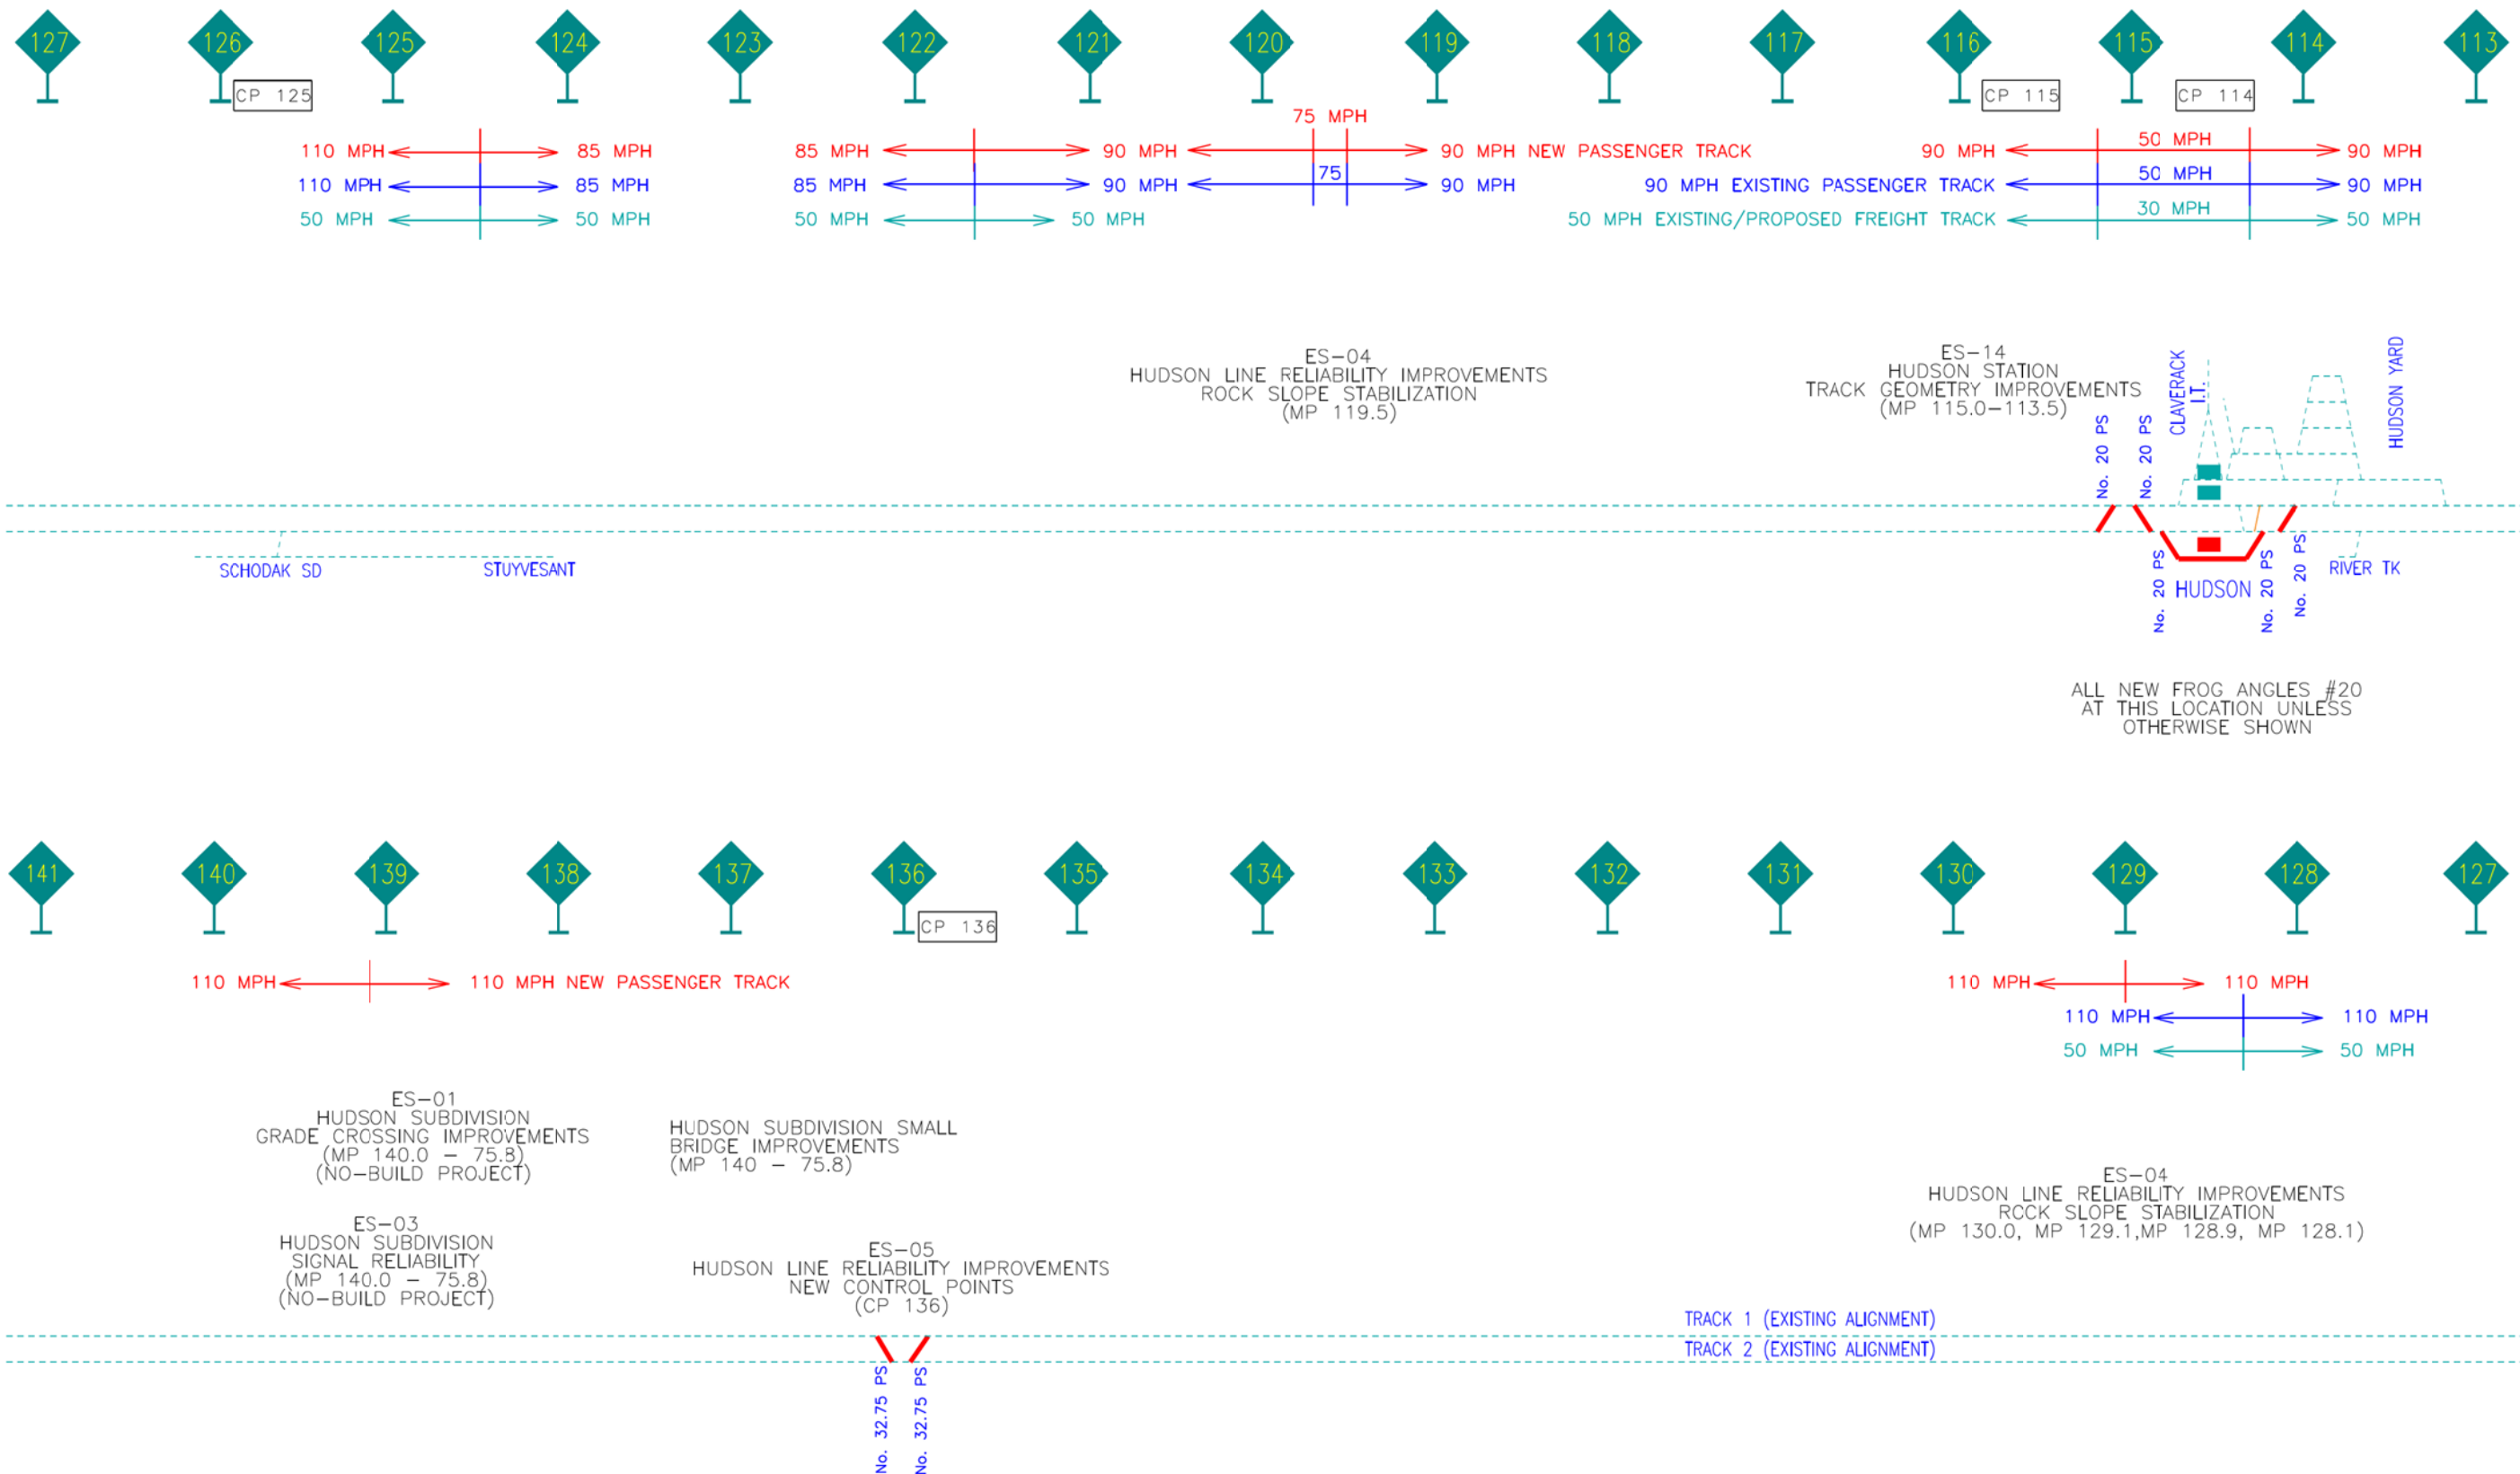 127 126 125 124 123 122 121 120 119 118 117 116 115 114 113
CP 125
CP 115
CP 114
75 MPH
110 MPH 85 MPH 85 MPH 90 MPH 90 MPH NEW PASSENGER TRACK 90 MPH 50 MPH 90 MPH
110 MPH 85 MPH 85 MPH 90 MPH 75 90 MPH 90 MPH EXISTING PASSENGER TRACK 50 MPH 90 MPH
50 MPH 50 MPH 50 MPH 50 MPH 50 MPH EXISTING/PROPOSED FREIGHT TRACK 30 MPH 50 MPH
ES-04
HUDSON LINE RELIABILITY IMPROVEMENTS
ROCK SLOPE STABILIZATION
(MP 119.5)
ES-14
HUDSON STATION
TRACK GEOMETRY IMPROVEMENTS
(MP 115.0-113.5)
No. 20 PS
No. 20 PS
CLAVERACK
I.T.
HUDSON YARD
SCHODAK SD
STUYVESANT
No. 20 PS
HUDSON
No. 20 PS
No. 20 PS
RIVER TK
ALL NEW FROG ANGLES #20
AT THIS LOCATION UNLESS
OTHERWISE SHOWN
141 140 139 138 137 136 135 134 133 132 131 130 129 128 127
CP 136
110 MPH 110 MPH NEW PASSENGER TRACK 110 MPH 110 MPH
110 MPH 110 MPH
50 MPH 50 MPH
ES-01
HUDSON SUBDIVISION
GRADE CROSSING IMPROVEMENTS
(MP 140.0 - 75.8)
(NO-BUILD PROJECT)
HUDSON SUBDIVISION SMALL
BRIDGE IMPROVEMENTS
(MP 140 - 75.8)
ES-04
HUDSON LINE RELIABILITY IMPROVEMENTS
ROCK SLOPE STABILIZATION
(MP 130.0, MP 129.1,MP 128.9, MP 128.1)
ES-03
HUDSON SUBDIVISION
SIGNAL RELIABILITY
(MP 140.0 - 75.8)
(NO-BUILD PROJECT)
ES-05
HUDSON LINE RELIABILITY IMPROVEMENTS
NEW CONTROL POINTS
(CP 136)
TRACK 1 (EXISTING ALIGNMENT)
TRACK 2 (EXISTING ALIGNMENT)
No. 32.75 PS
No. 32.75 PS